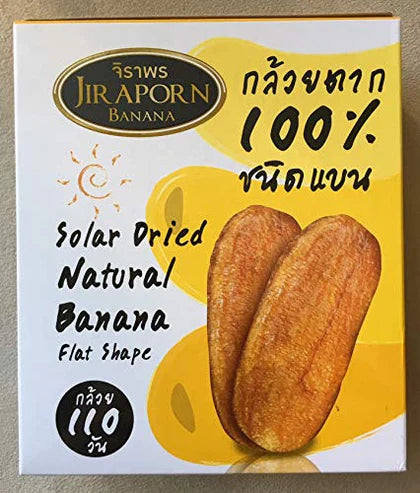 จิราพร
JIRAPORN
BANANA
กล้วยตาก
100%
ชนิดแบน
Solar Dried
Natural
Banana
Flat Shape
กล้วย
110
วัน